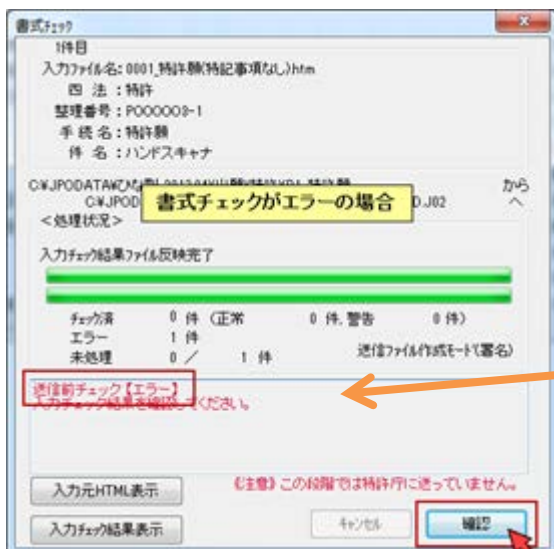 書式チェック
1件目
入力ファイル名：0001_特許願(特記事項なし).htm
四 法：特許
整理番号：P000003-1
手 続 名：特許願
件 名：ハンドスキャナ
C:¥JPODATA¥ひな から
C:¥JPOD D.J02 へ
書式チェックがエラーの場合
<処理状況>
入力チェック結果ファイル反映完了
チェック済 0 件 (正常 0 件, 警告 0 件)
エラー 1 件
未処理 0 ／ 1 件 送信ファイル作成モード(署名)
送信前チェック【エラー】
入力チェック結果を確認してください。
入力元HTML表示 《注意》この段階では特許庁に送っていません。
入力チェック結果表示 キャンセル 確認